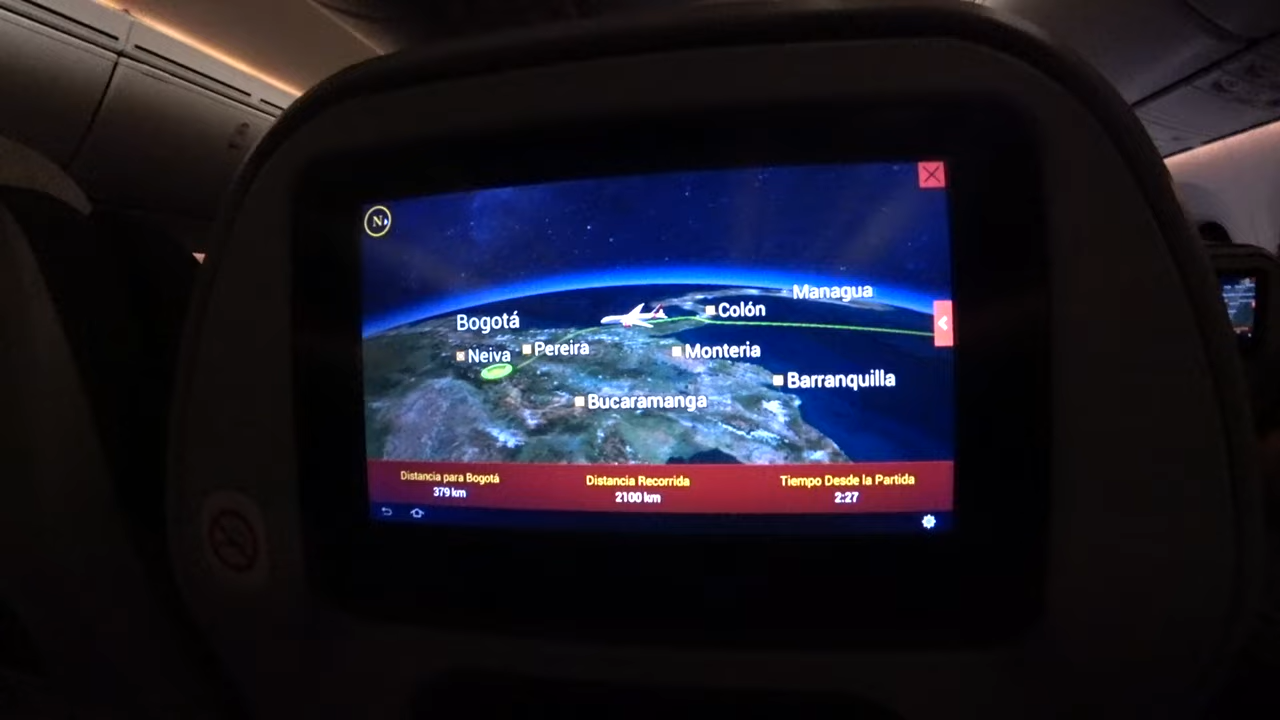 N
Managua
Colón
Bogotá
Neiva
Pereira
Monteria
Barranquilla
Bucaramanga
Distancia para Bogotá
379 km
Distancia Recorrida
2100 km
Tiempo Desde la Partida
2:27